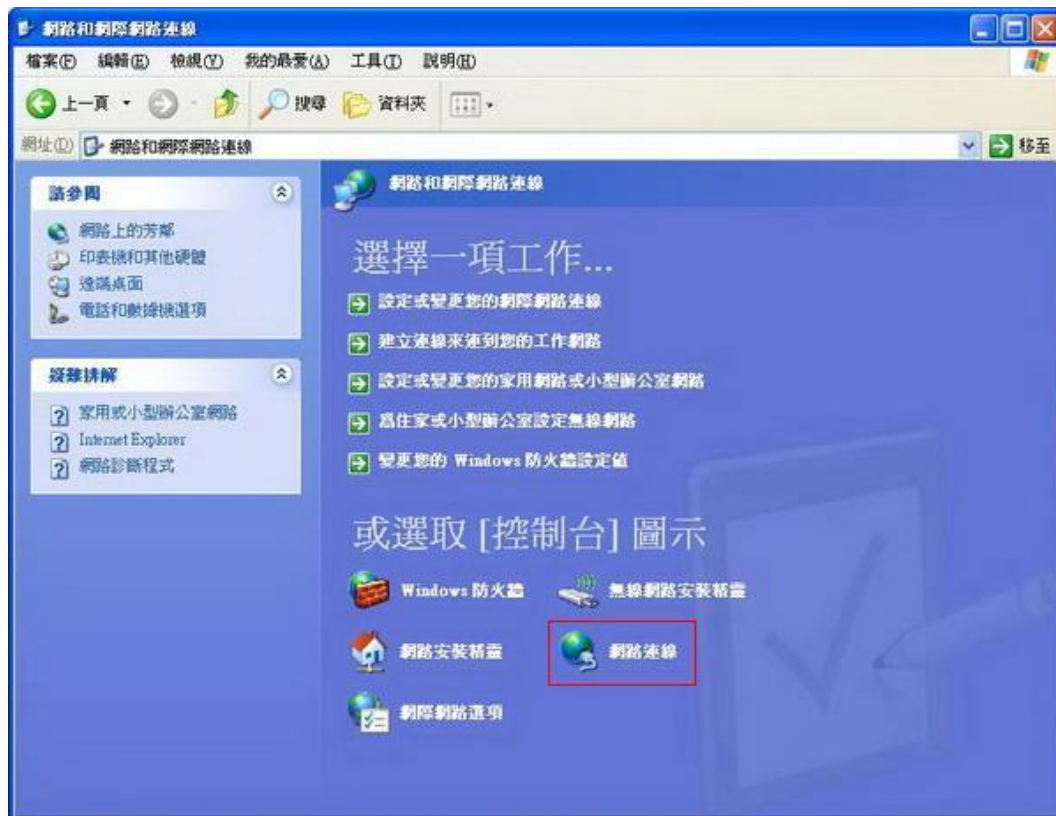 網路和網際網路連線
檔案(F) 編輯(E) 檢視(V) 我的最愛(A) 工具(T) 說明(H)
上一頁 搜尋 資料夾
網址(D) 網路和網際網路連線 移至
請參閱
網路上的芳鄰
印表機和其他硬體
遠端桌面
電話和數據機選項
疑難排解
家用或小型辦公室網路
Internet Explorer
網路診斷程式
網路和網際網路連線
選擇一項工作...
設定或變更您的網際網路連線
建立連線來連到您的工作網路
設定或變更您的家用網路或小型辦公室網路
為住家或小型辦公室設定無線網路
變更您的 Windows 防火牆設定值
或選取 [控制台] 圖示
Windows 防火牆 無線網路安裝精靈
網路安裝精靈 網路連線
網際網路選項